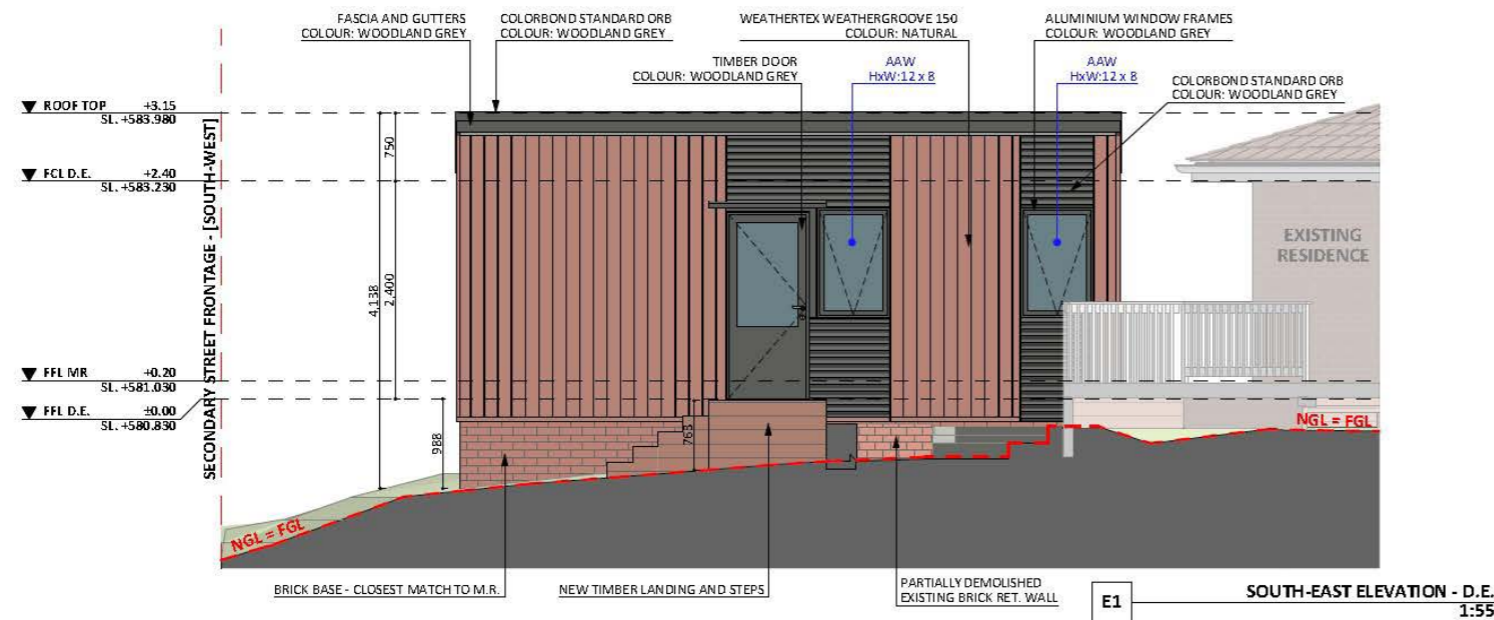 FASCIA AND GUTTERS
COLOUR: WOODLAND GREY
COLORBOND STANDARD ORB
COLOUR: WOODLAND GREY
WEATHERTEX WEATHERGROOVE 150
COLOUR: NATURAL
ALUMINIUM WINDOW FRAMES
COLOUR: WOODLAND GREY
TIMBER DOOR
COLOUR: WOODLAND GREY
AAW
HxW:12 x 8
AAW
HxW:12 x 8
COLORBOND STANDARD ORB
COLOUR: WOODLAND GREY
ROOF TOP +3.15
SL. +583.980
FCL D.E. +2.40
SL. +583.230
FFL MR +0.20
SL. +581.030
FFL D.E. ±0.00
SL. +580.830
SECONDARY STREET FRONTAGE - [SOUTH-WEST]
750
4,138
2,400
988
763
EXISTING
RESIDENCE
NGL = FGL
NGL = FGL
BRICK BASE - CLOSEST MATCH TO M.R.
NEW TIMBER LANDING AND STEPS
PARTIALLY DEMOLISHED
EXISTING BRICK RET. WALL
E1
SOUTH-EAST ELEVATION - D.E.
1:55